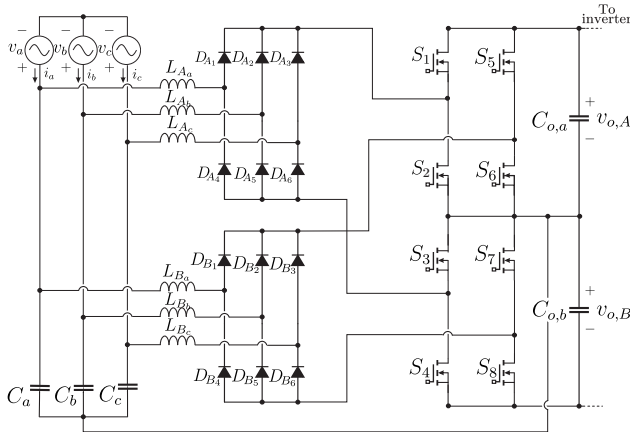 To
inverter
− − −
v_a v_b v_c
+ + +
i_a i_b i_c
L_{A_a}
L_{A_b}
L_{A_c}
D_{A_1} D_{A_2} D_{A_3}
D_{A_4} D_{A_5} D_{A_6}
S_1 S_5
S_2 S_6
C_{o,a} + v_{o,A} −
D_{B_1} D_{B_2} D_{B_3}
L_{B_a}
L_{B_b}
L_{B_c}
D_{B_4} D_{B_5} D_{B_6}
S_3 S_7
C_{o,b} + v_{o,B} −
S_4 S_8
C_a C_b C_c